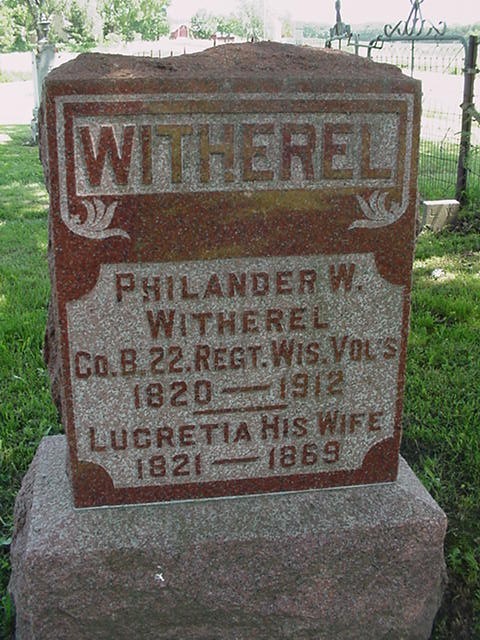 WITHEREL
PHILANDER W.
WITHEREL
CO. B. 22. REGT. WIS. VOL'S
1820 — 1912
LUCRETIA HIS WIFE
1821 — 1869